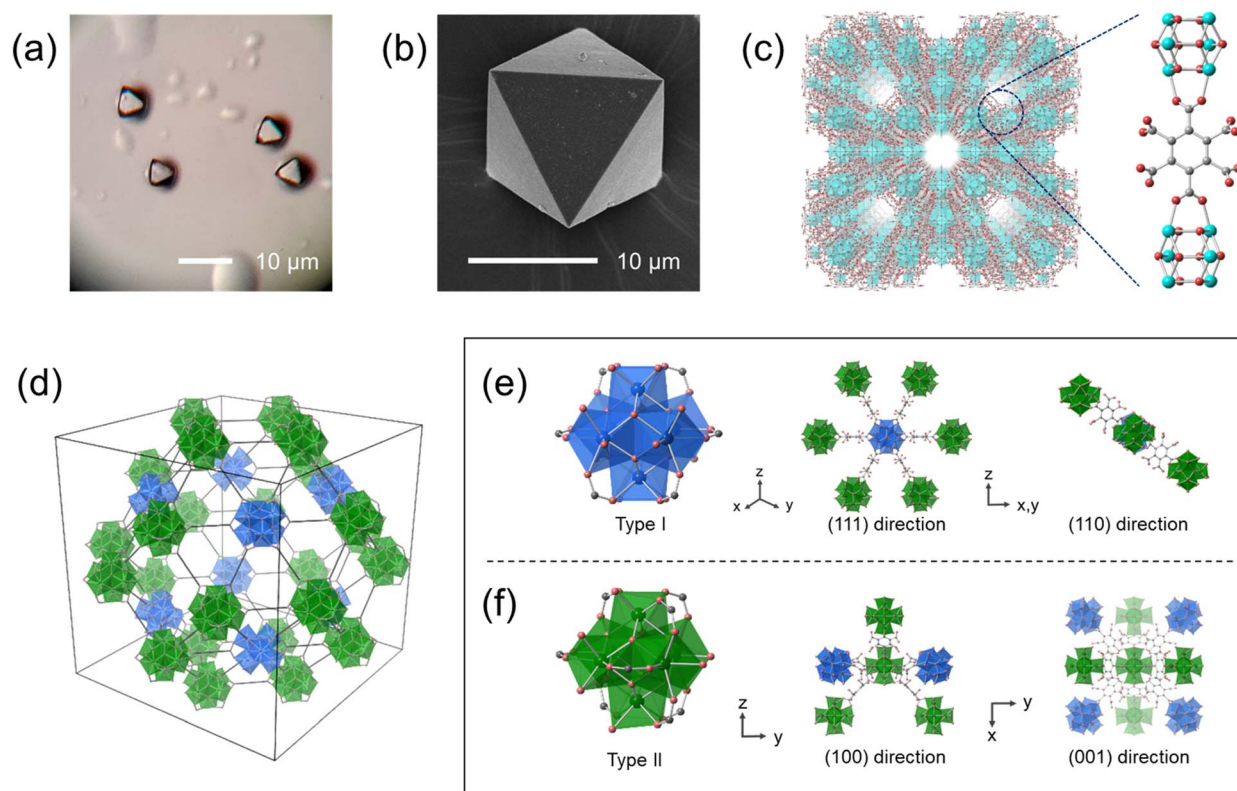 (a)
10 µm
(b)
10 µm
(c)
(d)
(e)
Type I
z
x
y
(111) direction
z
x,y
(110) direction
(f)
Type II
z
y
(100) direction
y
x
(001) direction